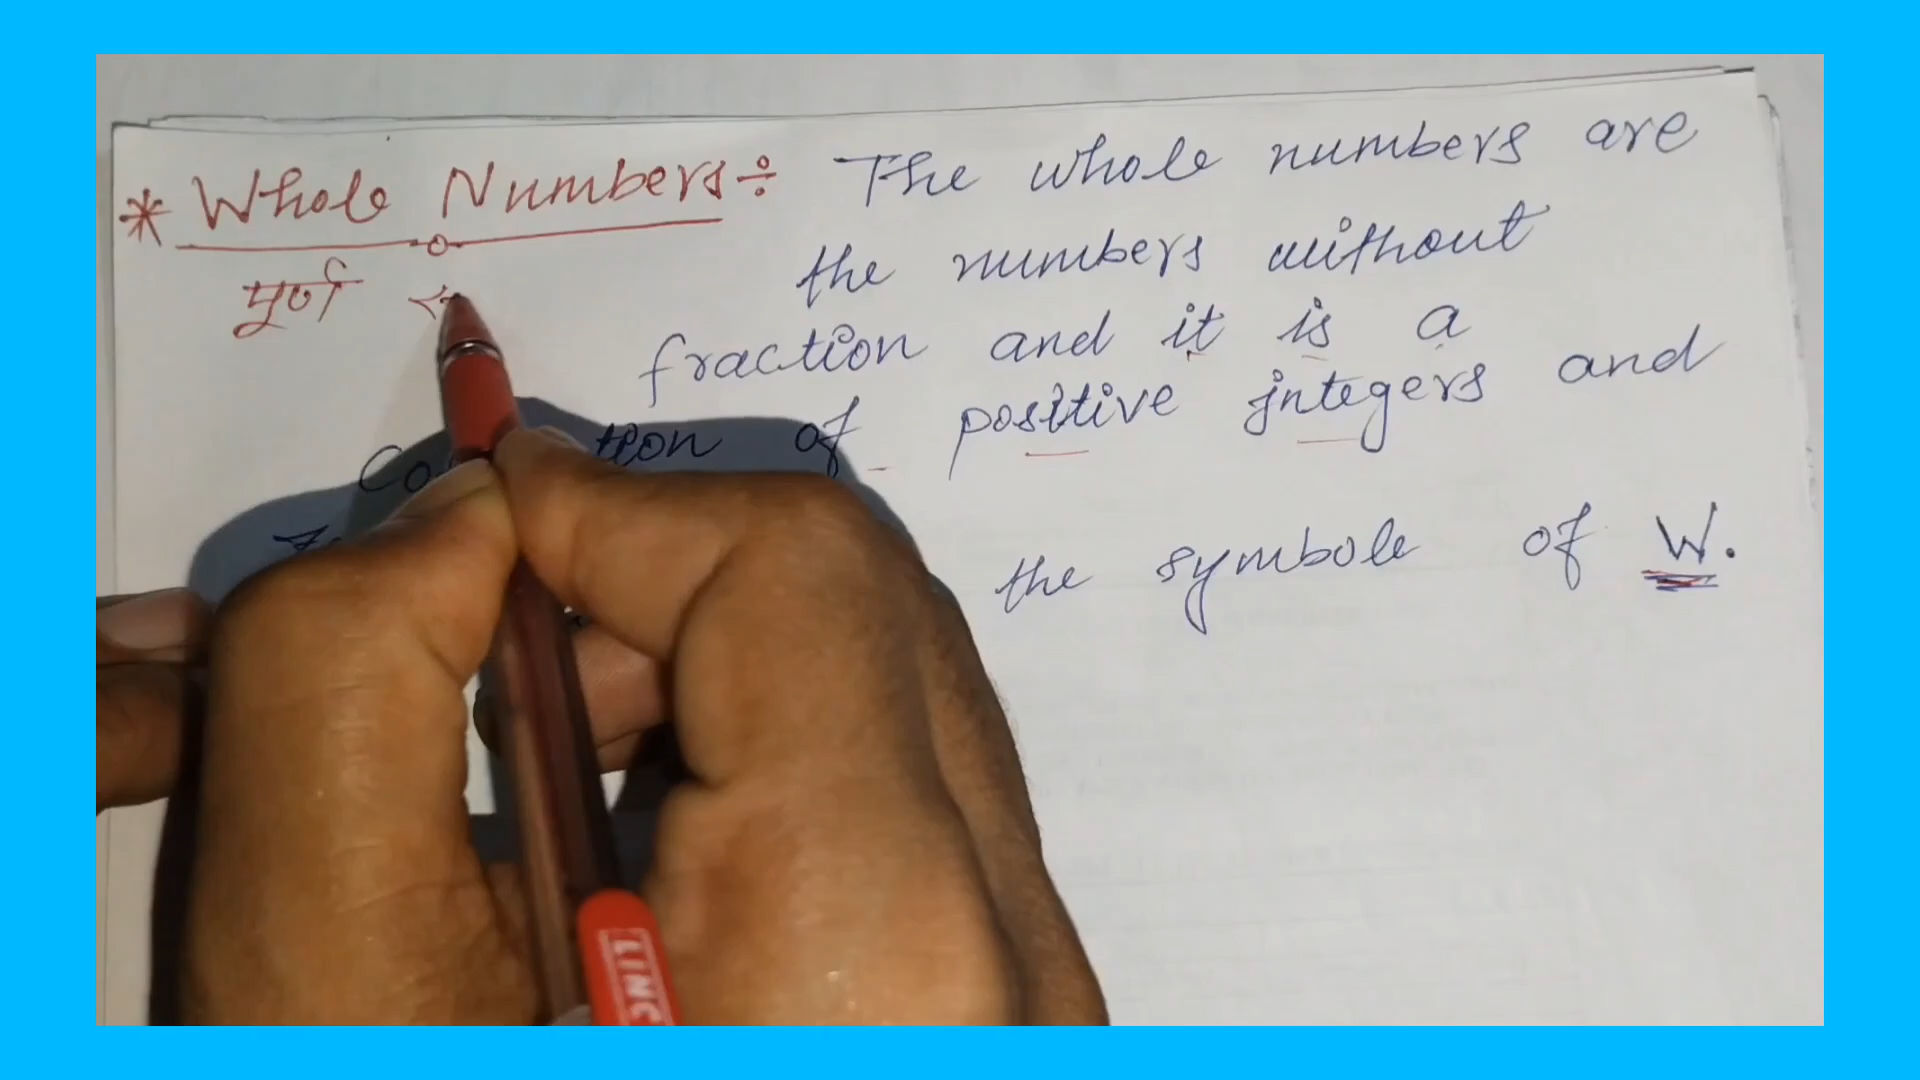 * Whole Numbers÷ The whole numbers are
पूर्ण
the numbers without
fraction and it is a
of positive integers and
the symbole of W.
LINC